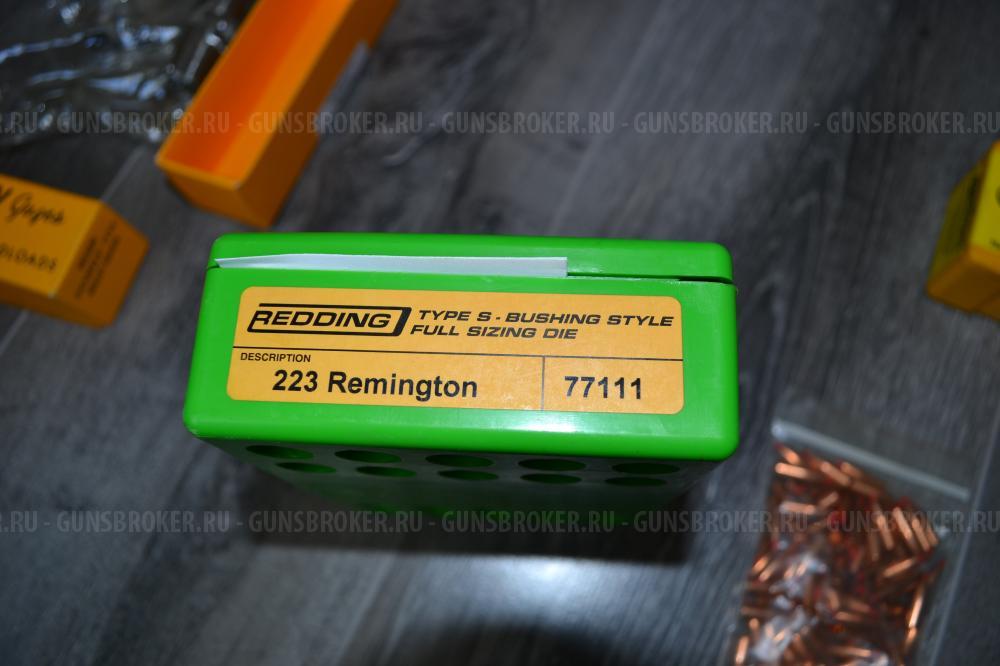 GUNSBROKER.RU - GUNSBROKER.RU - GUNSBROKER.RU - GUNSBROKER.RU - GUNSBROKER.RU
REDDING TYPE S - BUSHING STYLE
FULL SIZING DIE
DESCRIPTION
223 Remington 77111
.RU - GUNSBROKER.RU - GUNSBROKER.RU - GUNSBROKER.RU - GUNSBROKER.RU - GUNSBROKER.RU